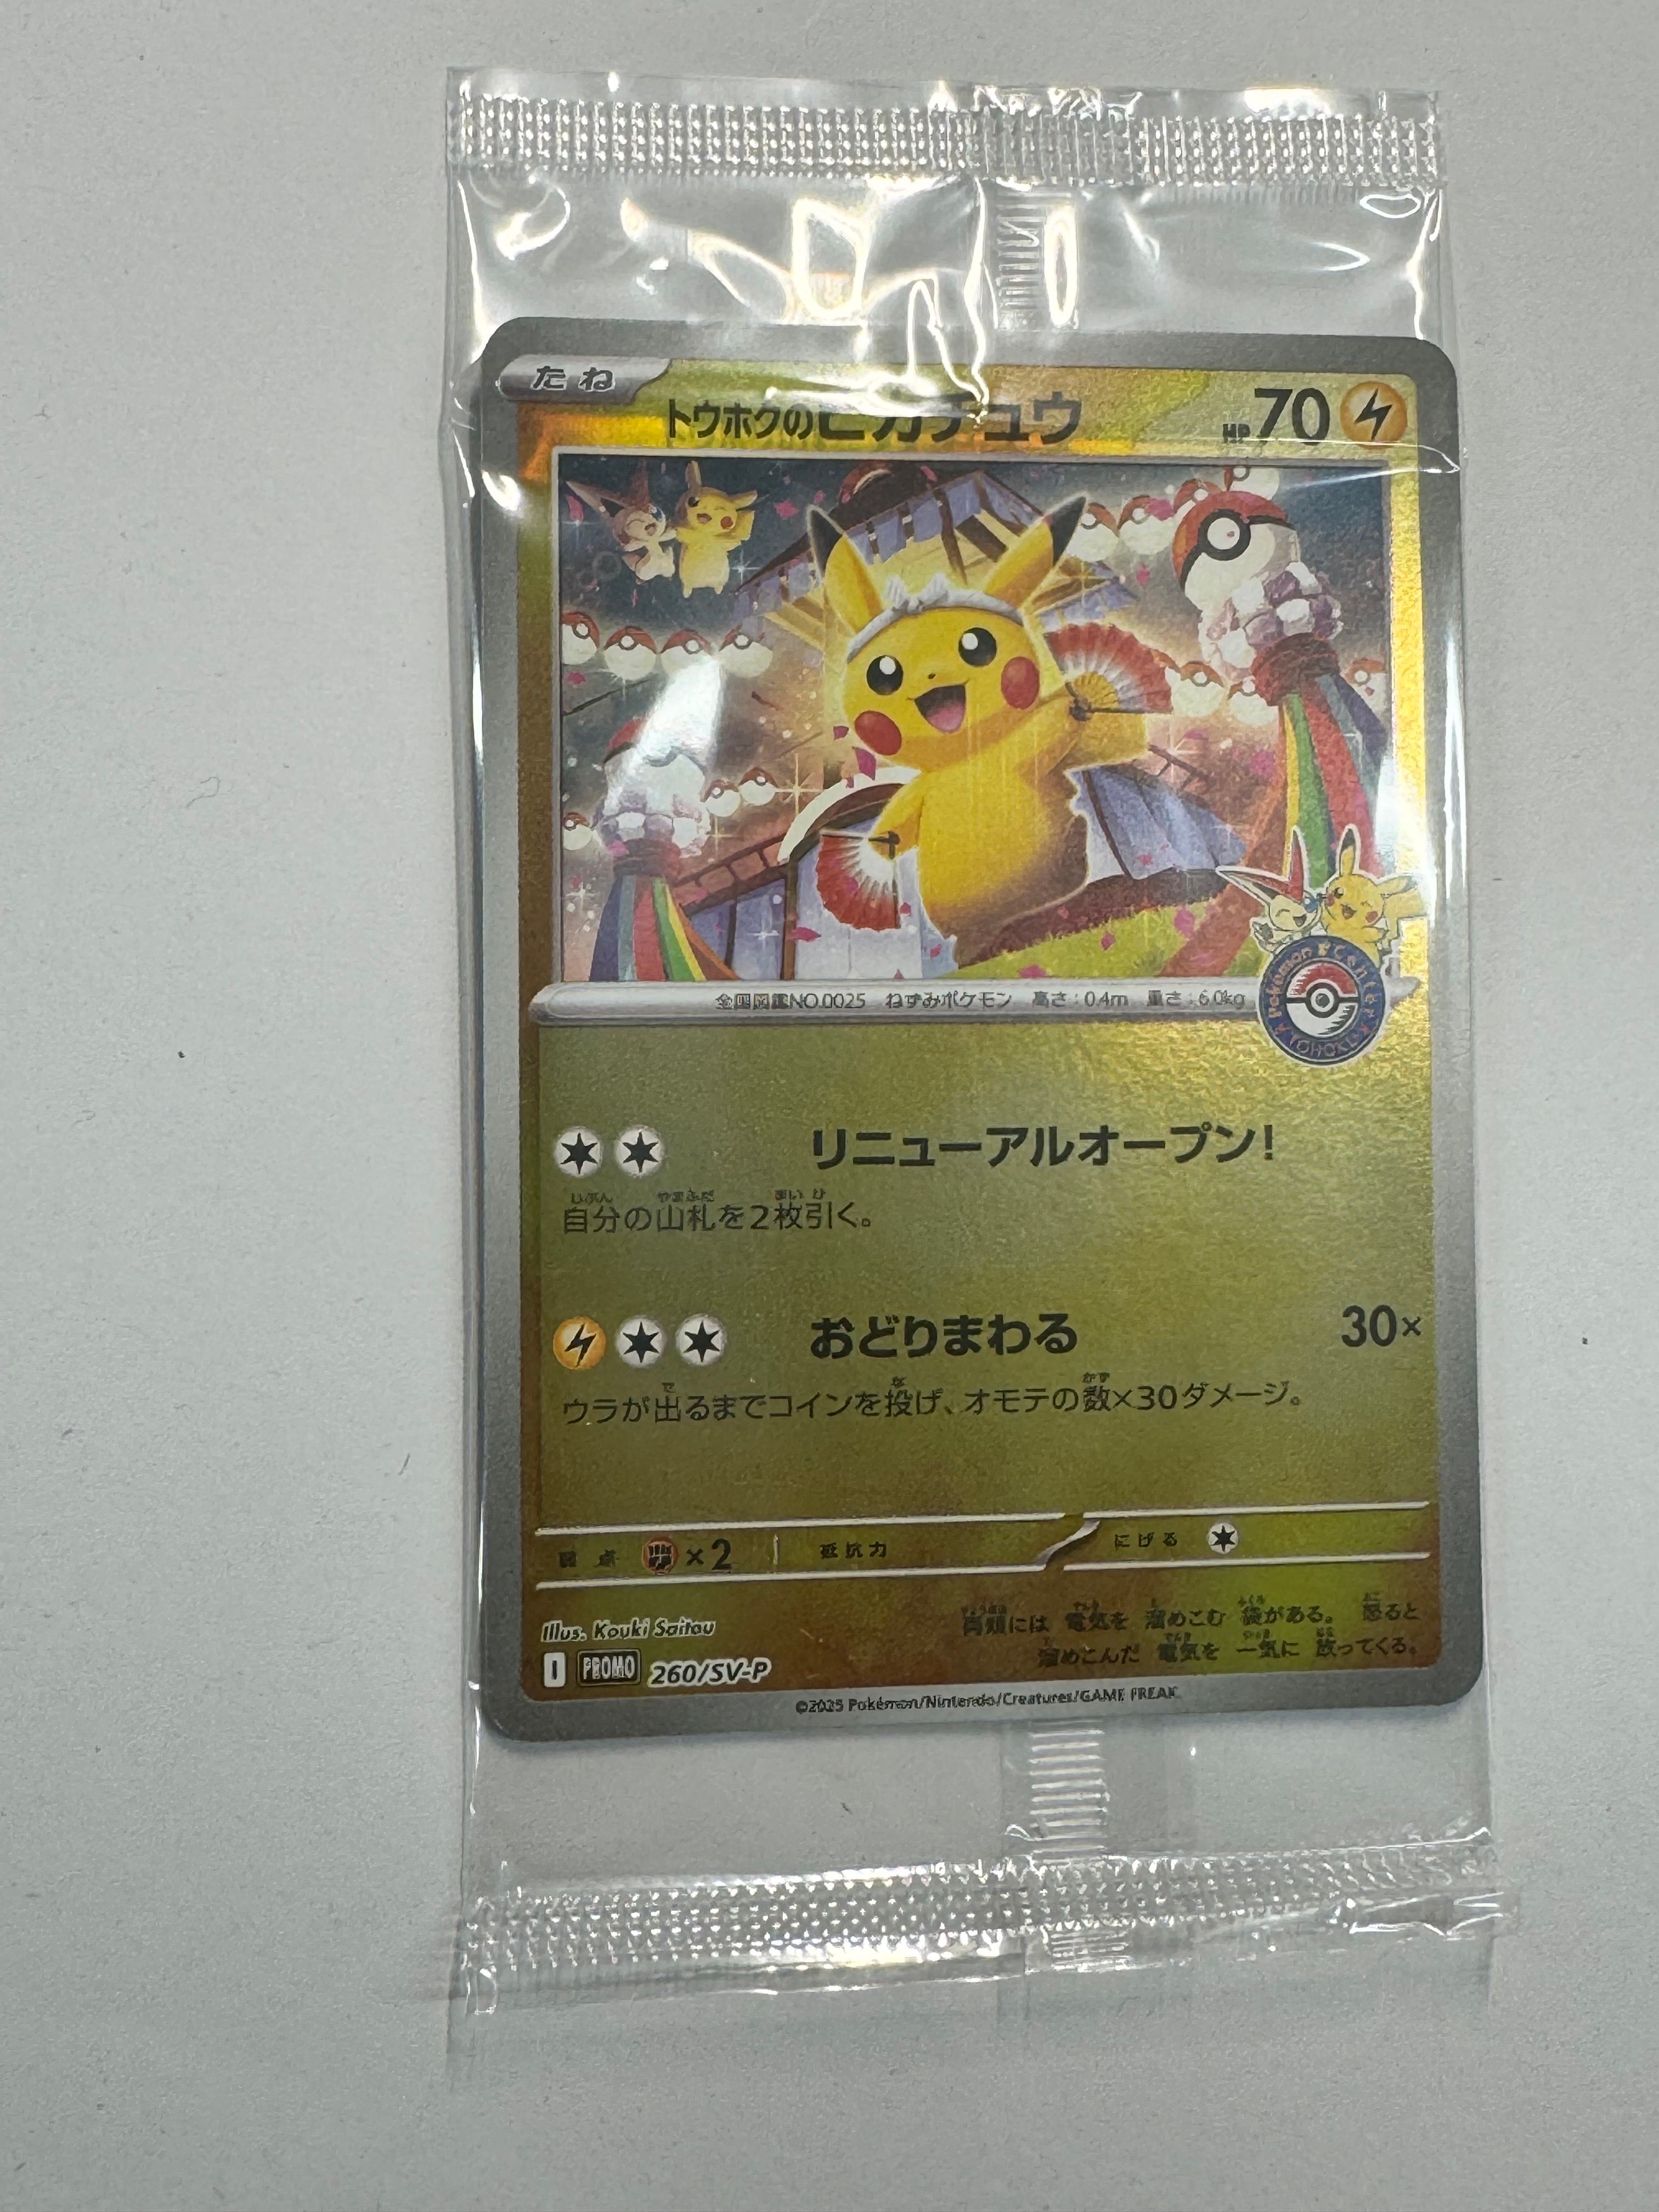 たね
トウホクのピカチュウ
HP 70
全国図鑑NO.0025 ねずみポケモン 高さ:0.4m 重さ:6.0kg
Pokémon Center
TOHOKU
リニューアルオープン!
自分の山札を2枚引く。
おどりまわる 30×
ウラが出るまでコインを投げ、オモテの数×30ダメージ。
弱点 ×2 抵抗力 にげる
Illus. Kouki Saitou
両頬には 電気を 溜めこむ 袋がある。 怒ると
溜めこんだ 電気を 一気に 放ってくる。
I PROMO 260/SV-P
©2025 Pokémon/Nintendo/Creatures/GAME FREAK